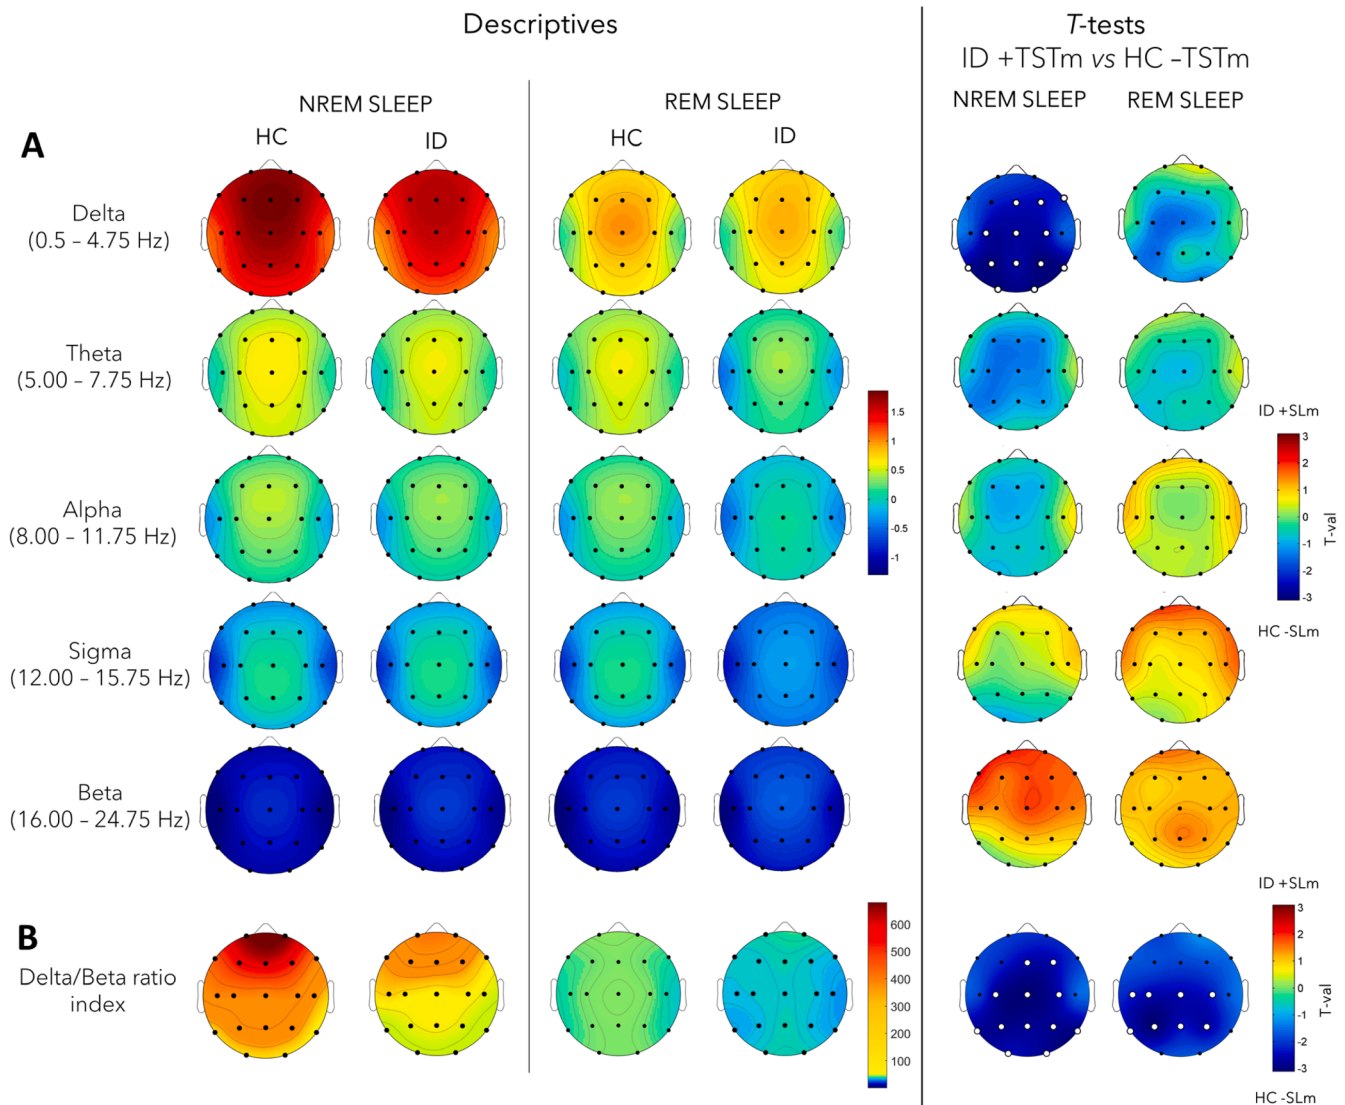 Descriptives
T-tests
ID +TSTm vs HC –TSTm
NREM SLEEP
REM SLEEP
NREM SLEEP
REM SLEEP
A
HC
ID
HC
ID
Delta
(0.5 – 4.75 Hz)
Theta
(5.00 – 7.75 Hz)
Alpha
(8.00 – 11.75 Hz)
Sigma
(12.00 – 15.75 Hz)
Beta
(16.00 – 24.75 Hz)
1.5
1
0.5
0
-0.5
-1
ID +SLm
3
2
1
0
-1
-2
-3
T-val
HC -SLm
B
Delta/Beta ratio
index
600
500
400
300
200
100
ID +SLm
3
2
1
0
-1
-2
-3
T-val
HC -SLm